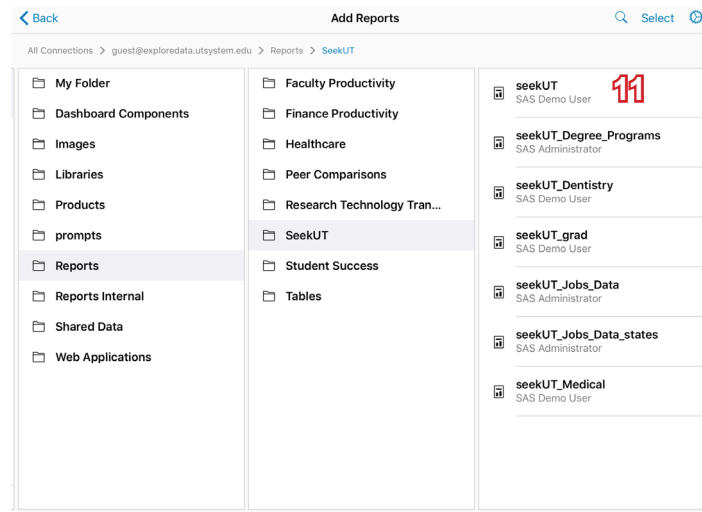 Back
Add Reports
Select
All Connections > guest@exploredata.utsystem.edu > Reports > SeekUT
My Folder
Dashboard Components
Images
Libraries
Products
prompts
Reports
Reports Internal
Shared Data
Web Applications
Faculty Productivity
Finance Productivity
Healthcare
Peer Comparisons
Research Technology Tran...
SeekUT
Student Success
Tables
seekUT
SAS Demo User
11
seekUT_Degree_Programs
SAS Administrator
seekUT_Dentistry
SAS Demo User
seekUT_grad
SAS Demo User
seekUT_Jobs_Data
SAS Administrator
seekUT_Jobs_Data_states
SAS Administrator
seekUT_Medical
SAS Demo User